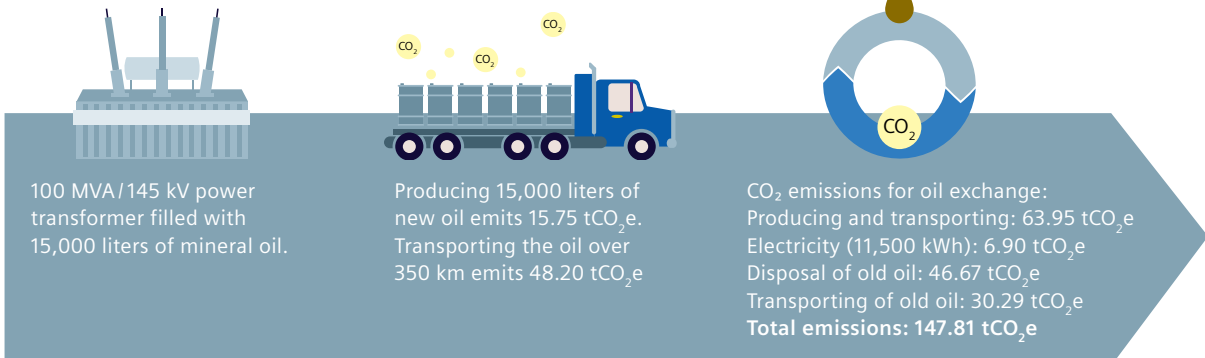 CO₂
CO₂
CO₂
CO₂
100 MVA/145 kV power
transformer filled with
15,000 liters of mineral oil.
Producing 15,000 liters of
new oil emits 15.75 tCO₂e.
Transporting the oil over
350 km emits 48.20 tCO₂e
CO₂ emissions for oil exchange:
Producing and transporting: 63.95 tCO₂e
Electricity (11,500 kWh): 6.90 tCO₂e
Disposal of old oil: 46.67 tCO₂e
Transporting of old oil: 30.29 tCO₂e
Total emissions: 147.81 tCO₂e